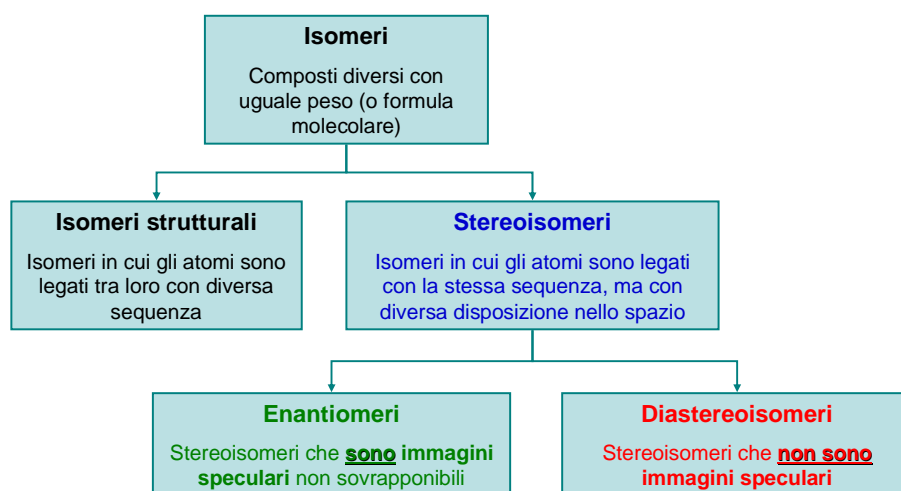 Isomeri
Composti diversi con
uguale peso (o formula
molecolare)
Isomeri strutturali
Isomeri in cui gli atomi sono
legati tra loro con diversa
sequenza
Stereoisomeri
Isomeri in cui gli atomi sono legati
con la stessa sequenza, ma con
diversa disposizione nello spazio
Enantiomeri
Stereoisomeri che sono immagini
speculari non sovrapponibili
Diastereoisomeri
Stereoisomeri che non sono
immagini speculari